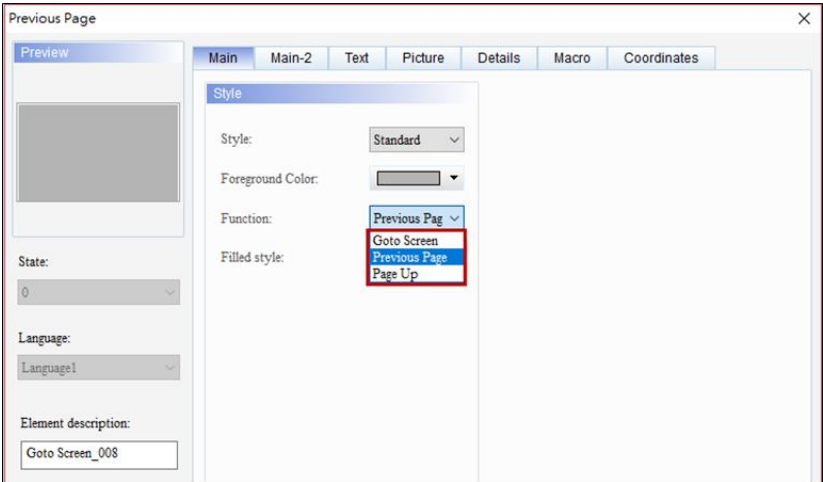 Previous Page
Preview
Main Main-2 Text Picture Details Macro Coordinates
Style
Style: Standard
Foreground Color:
Function: Previous Pag
Goto Screen
Filled style: Previous Page
Page Up
State:
0
Language:
Language1
Element description:
Goto Screen_008